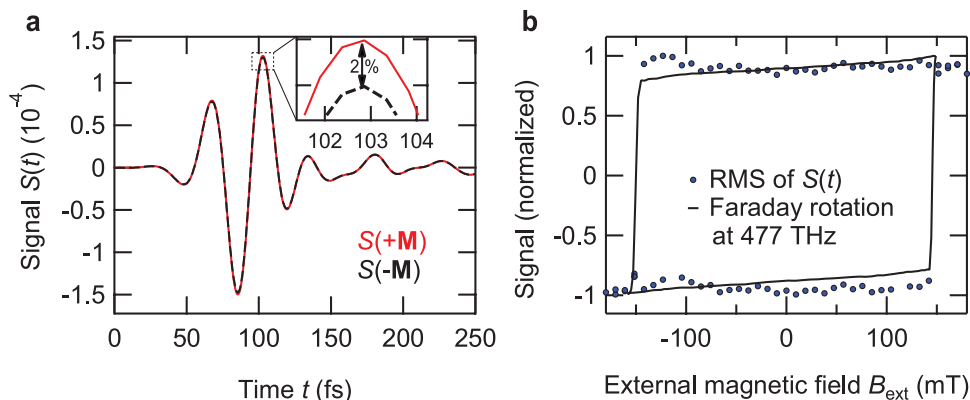 a
Signal S(t) (10⁻⁴)
1.5
1
0.5
0
-0.5
-1
-1.5
2 %
102 103 104
S(+M)
S(-M)
0 50 100 150 200 250
Time t (fs)
b
Signal (normalized)
1
0.5
0
-0.5
-1
RMS of S(t)
Faraday rotation
at 477 THz
-100 0 100
External magnetic field Bext (mT)